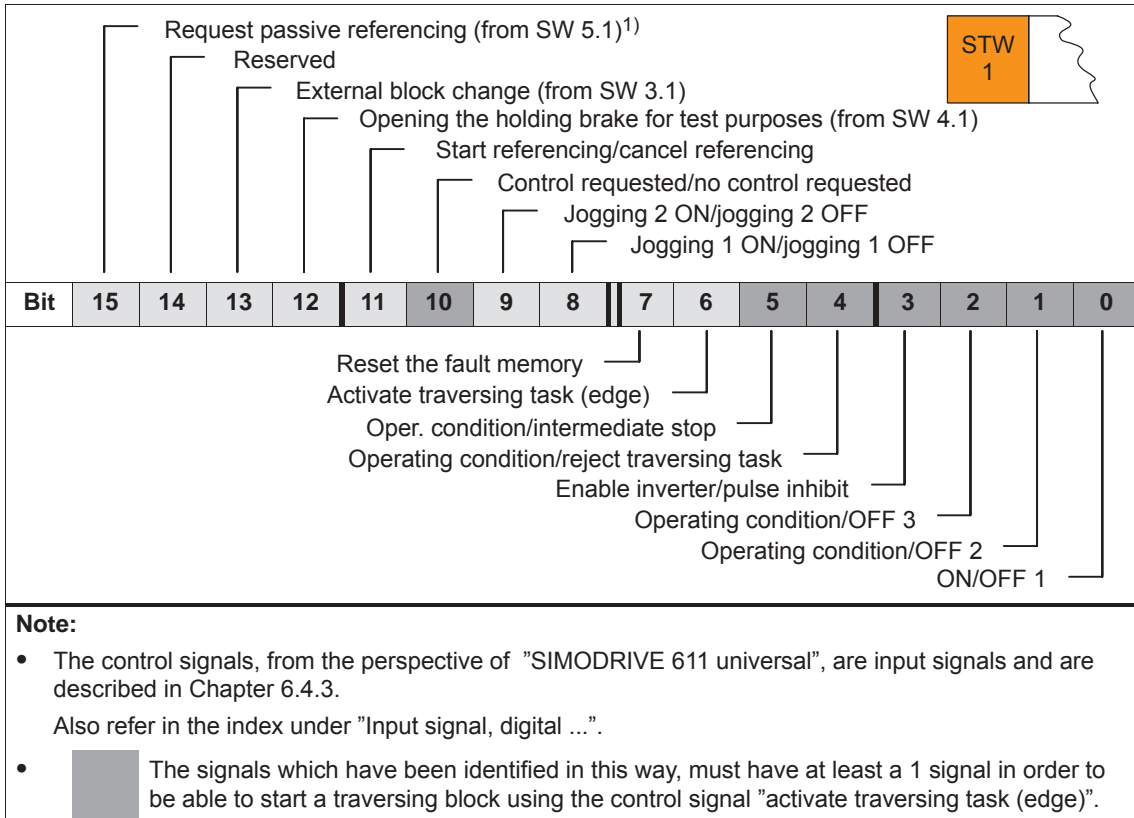 Request passive referencing (from SW 5.1)1)
STW
1
Reserved
External block change (from SW 3.1)
Opening the holding brake for test purposes (from SW 4.1)
Start referencing/cancel referencing
Control requested/no control requested
Jogging 2 ON/jogging 2 OFF
Jogging 1 ON/jogging 1 OFF
Bit 15 14 13 12 11 10 9 8 7 6 5 4 3 2 1 0
Reset the fault memory
Activate traversing task (edge)
Oper. condition/intermediate stop
Operating condition/reject traversing task
Enable inverter/pulse inhibit
Operating condition/OFF 3
Operating condition/OFF 2
ON/OFF 1
Note:
• The control signals, from the perspective of ”SIMODRIVE 611 universal”, are input signals and are
described in Chapter 6.4.3.
Also refer in the index under ”Input signal, digital ...”.
• The signals which have been identified in this way, must have at least a 1 signal in order to
be able to start a traversing block using the control signal ”activate traversing task (edge)”.